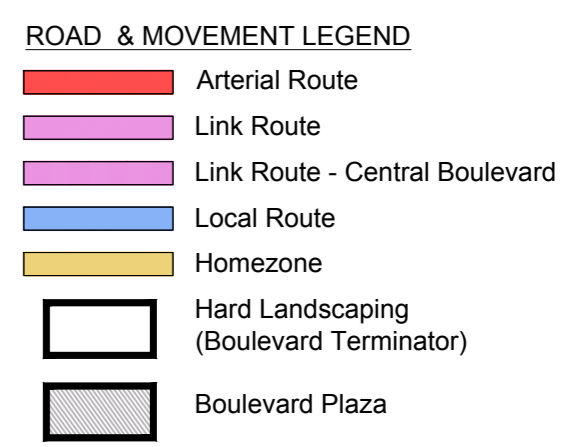 ROAD & MOVEMENT LEGEND
Arterial Route
Link Route
Link Route - Central Boulevard
Local Route
Homezone
Hard Landscaping
(Boulevard Terminator)
Boulevard Plaza